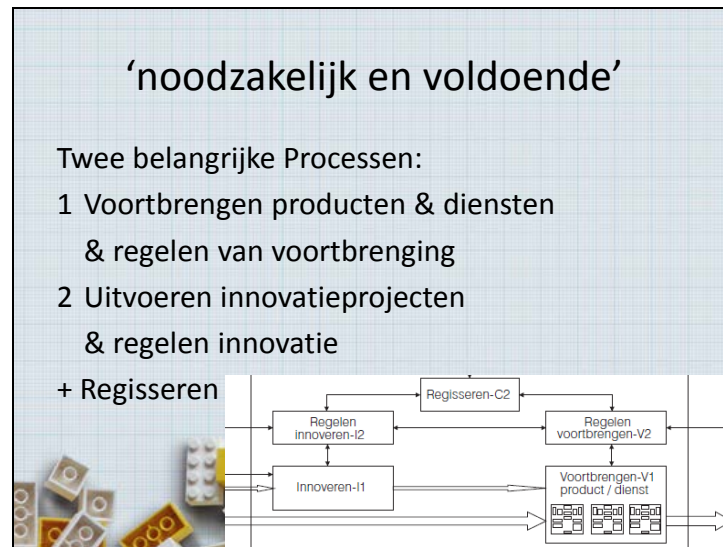 ‘noodzakelijk en voldoende’
Twee belangrijke Processen:
1 Voortbrengen producten & diensten
& regelen van voortbrenging
2 Uitvoeren innovatieprojecten
& regelen innovatie
+ Regisseren
Regisseren-C2
Regelen
innoveren-I2
Regelen
voortbrengen-V2
Innoveren-I1
Voortbrengen-V1
product / dienst